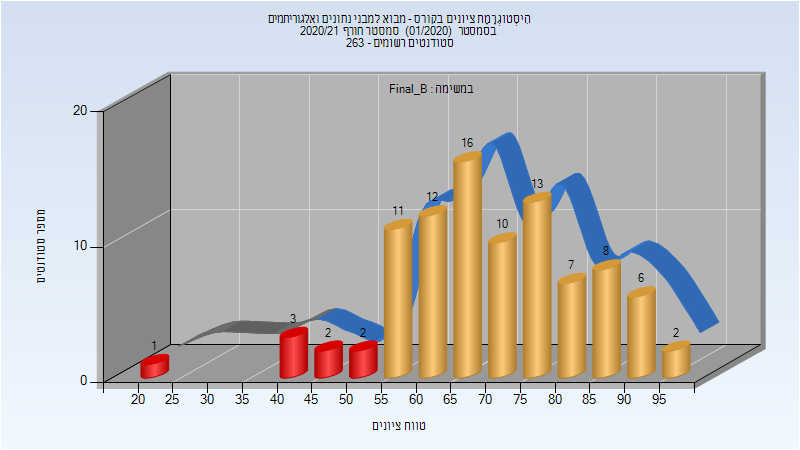 הִיסְטוֹגְרָמַת ציונים בקורס - מבוא למבני נתונים ואלגוריתמים
בסמסטר (01/2020) סמסטר חורף 2020/21
סטודנטים רשומים - 263
במשימה : Final_B
מספר סטודנטים
20
10
0
1
3
2
2
11
12
16
10
13
7
8
6
2
20 25 30 35 40 45 50 55 60 65 70 75 80 85 90 95
טווח ציונים